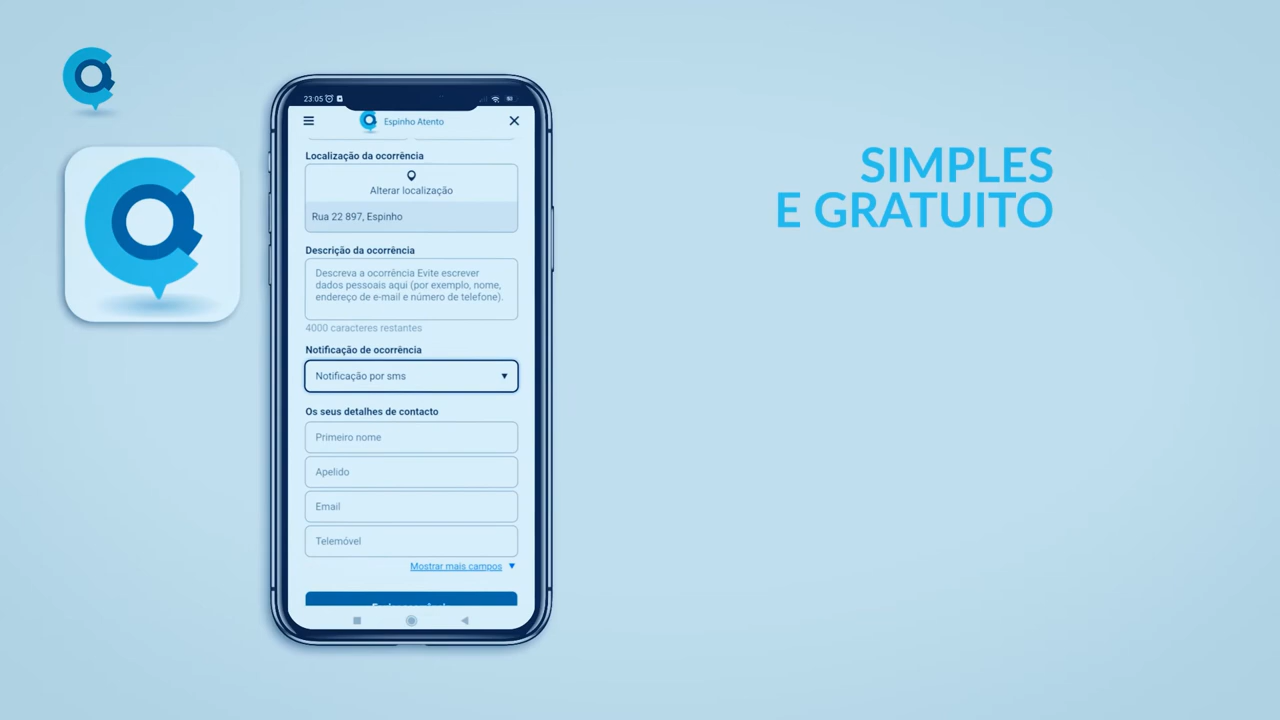 23:05
Espinho Atento
Localização da ocorrência
Alterar localização
Rua 22 897, Espinho
Descrição da ocorrência
Descreva a ocorrência Evite escrever
dados pessoais aqui (por exemplo, nome,
endereço de e-mail e número de telefone).
4000 caracteres restantes
Notificação de ocorrência
Notificação por sms
Os seus detalhes de contacto
Primeiro nome
Apelido
Email
Telemóvel
Mostrar mais campos
SIMPLES
E GRATUITO